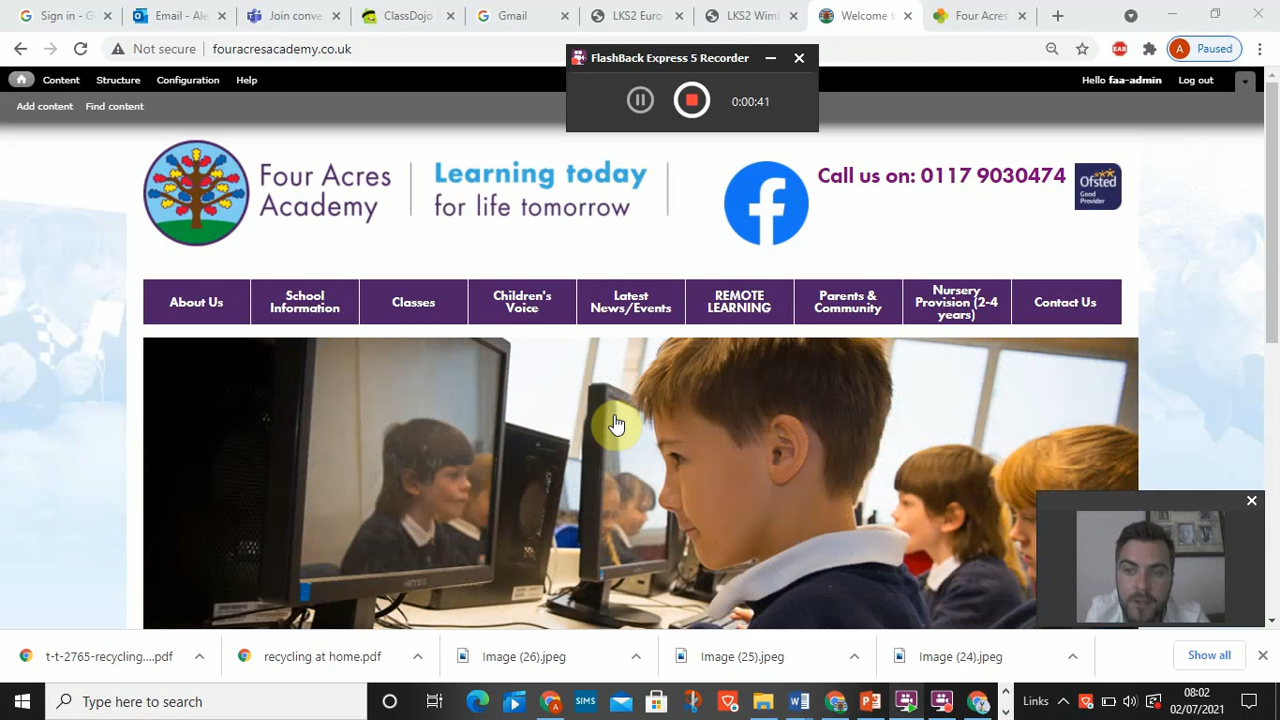 Sign in - G
Email - Ale
Join conve
ClassDojo
Gmail
LKS2 Euro
LKS2 Wimi
Welcome t
Four Acres
Not secure
fouracresacademy.co.uk
EAB
A
Paused
FlashBack Express 5 Recorder
0:00:41
Content
Structure
Configuration
Help
Hello faa-admin
Log out
Add content
Find content
Four Acres
Academy
Learning today
for life tomorrow
f
Call us on: 0117 9030474
Ofsted
Good
Provider
About Us
School
Information
Classes
Children's
Voice
Latest
News/Events
REMOTE
LEARNING
Parents &
Community
Nursery
Provision (2-4
years)
Contact Us
t-t-2765-recycling....pdf
recycling at home.pdf
Image (26).jpeg
Image (25).jpeg
Image (24).jpeg
Show all
Type here to search
SIMS
Links
08:02
02/07/2021